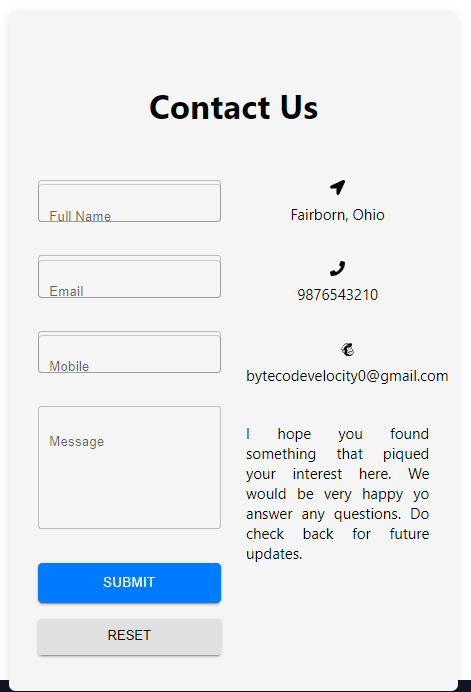 Contact Us
Full Name
Email
Mobile
Message
SUBMIT
RESET
Fairborn, Ohio
9876543210
bytecodevelocity0@gmail.com
I hope you found
something that piqued
your interest here. We
would be very happy yo
answer any questions. Do
check back for future
updates.